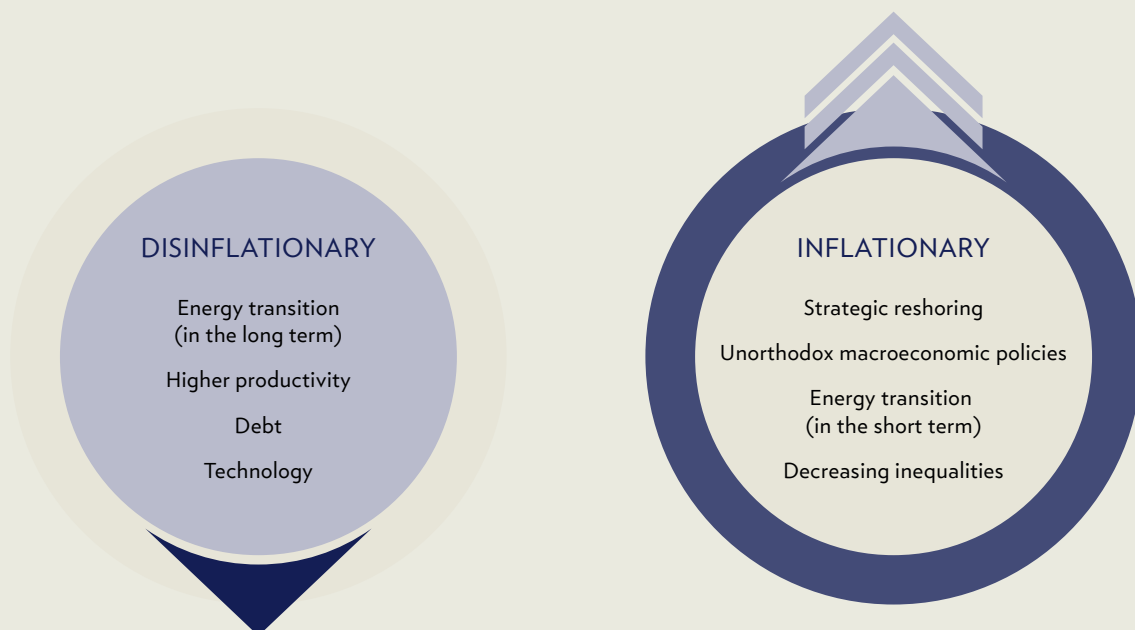 DISINFLATIONARY
Energy transition
(in the long term)
Higher productivity
Debt
Technology
INFLATIONARY
Strategic reshoring
Unorthodox macroeconomic policies
Energy transition
(in the short term)
Decreasing inequalities